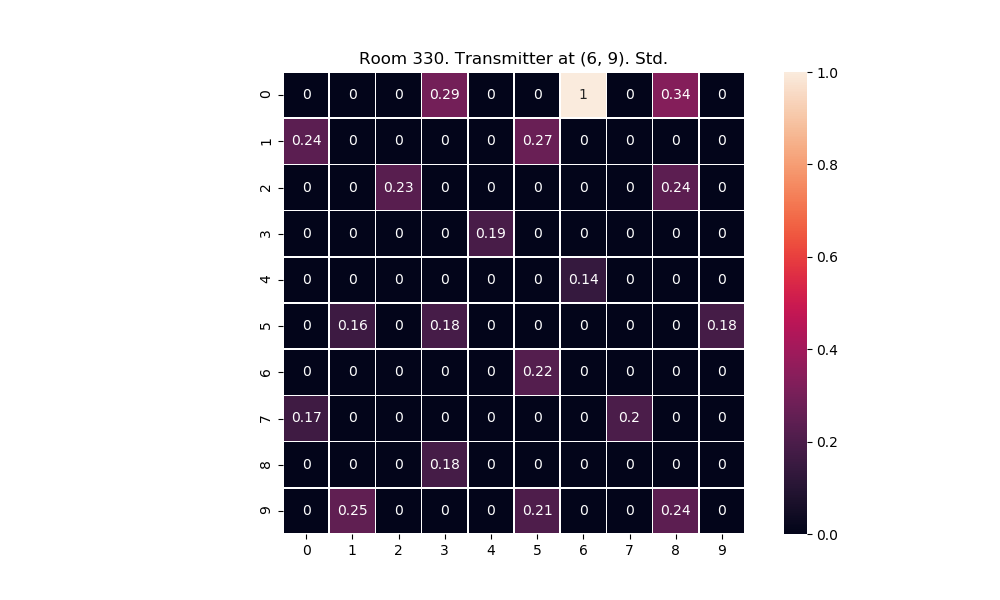 Room 330. Transmitter at (6, 9). Std.
0 0 0 0 0.29 0 0 1 0 0.34 0
1 0.24 0 0 0 0 0.27 0 0 0 0
2 0 0 0.23 0 0 0 0 0 0.24 0
3 0 0 0 0 0.19 0 0 0 0 0
4 0 0 0 0 0 0 0.14 0 0 0
5 0 0.16 0 0.18 0 0 0 0 0 0.18
6 0 0 0 0 0 0.22 0 0 0 0
7 0.17 0 0 0 0 0 0 0.2 0 0
8 0 0 0 0.18 0 0 0 0 0 0
9 0 0.25 0 0 0 0.21 0 0 0.24 0
0 1 2 3 4 5 6 7 8 9
1.0
0.8
0.6
0.4
0.2
0.0